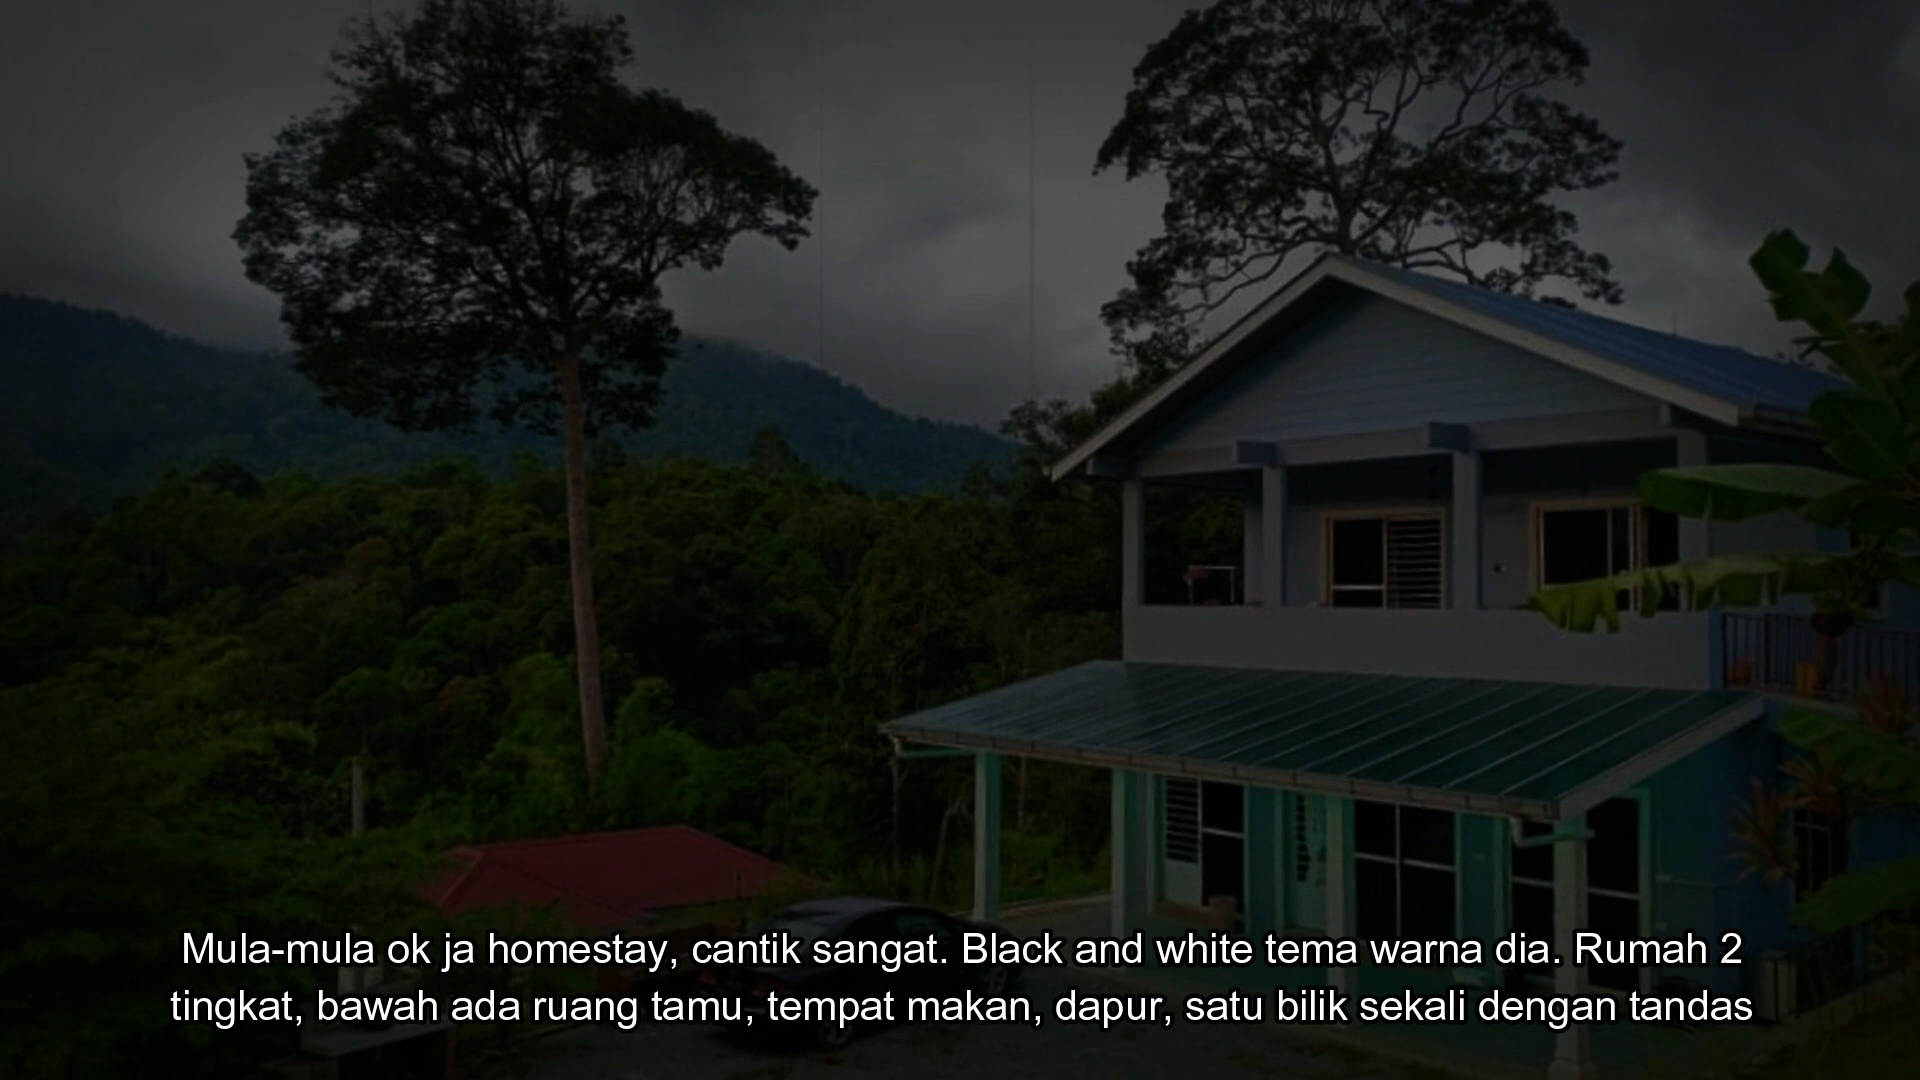 Mula-mula ok ja homestay, cantik sangat. Black and white tema warna dia. Rumah 2
tingkat, bawah ada ruang tamu, tempat makan, dapur, satu bilik sekali dengan tandas